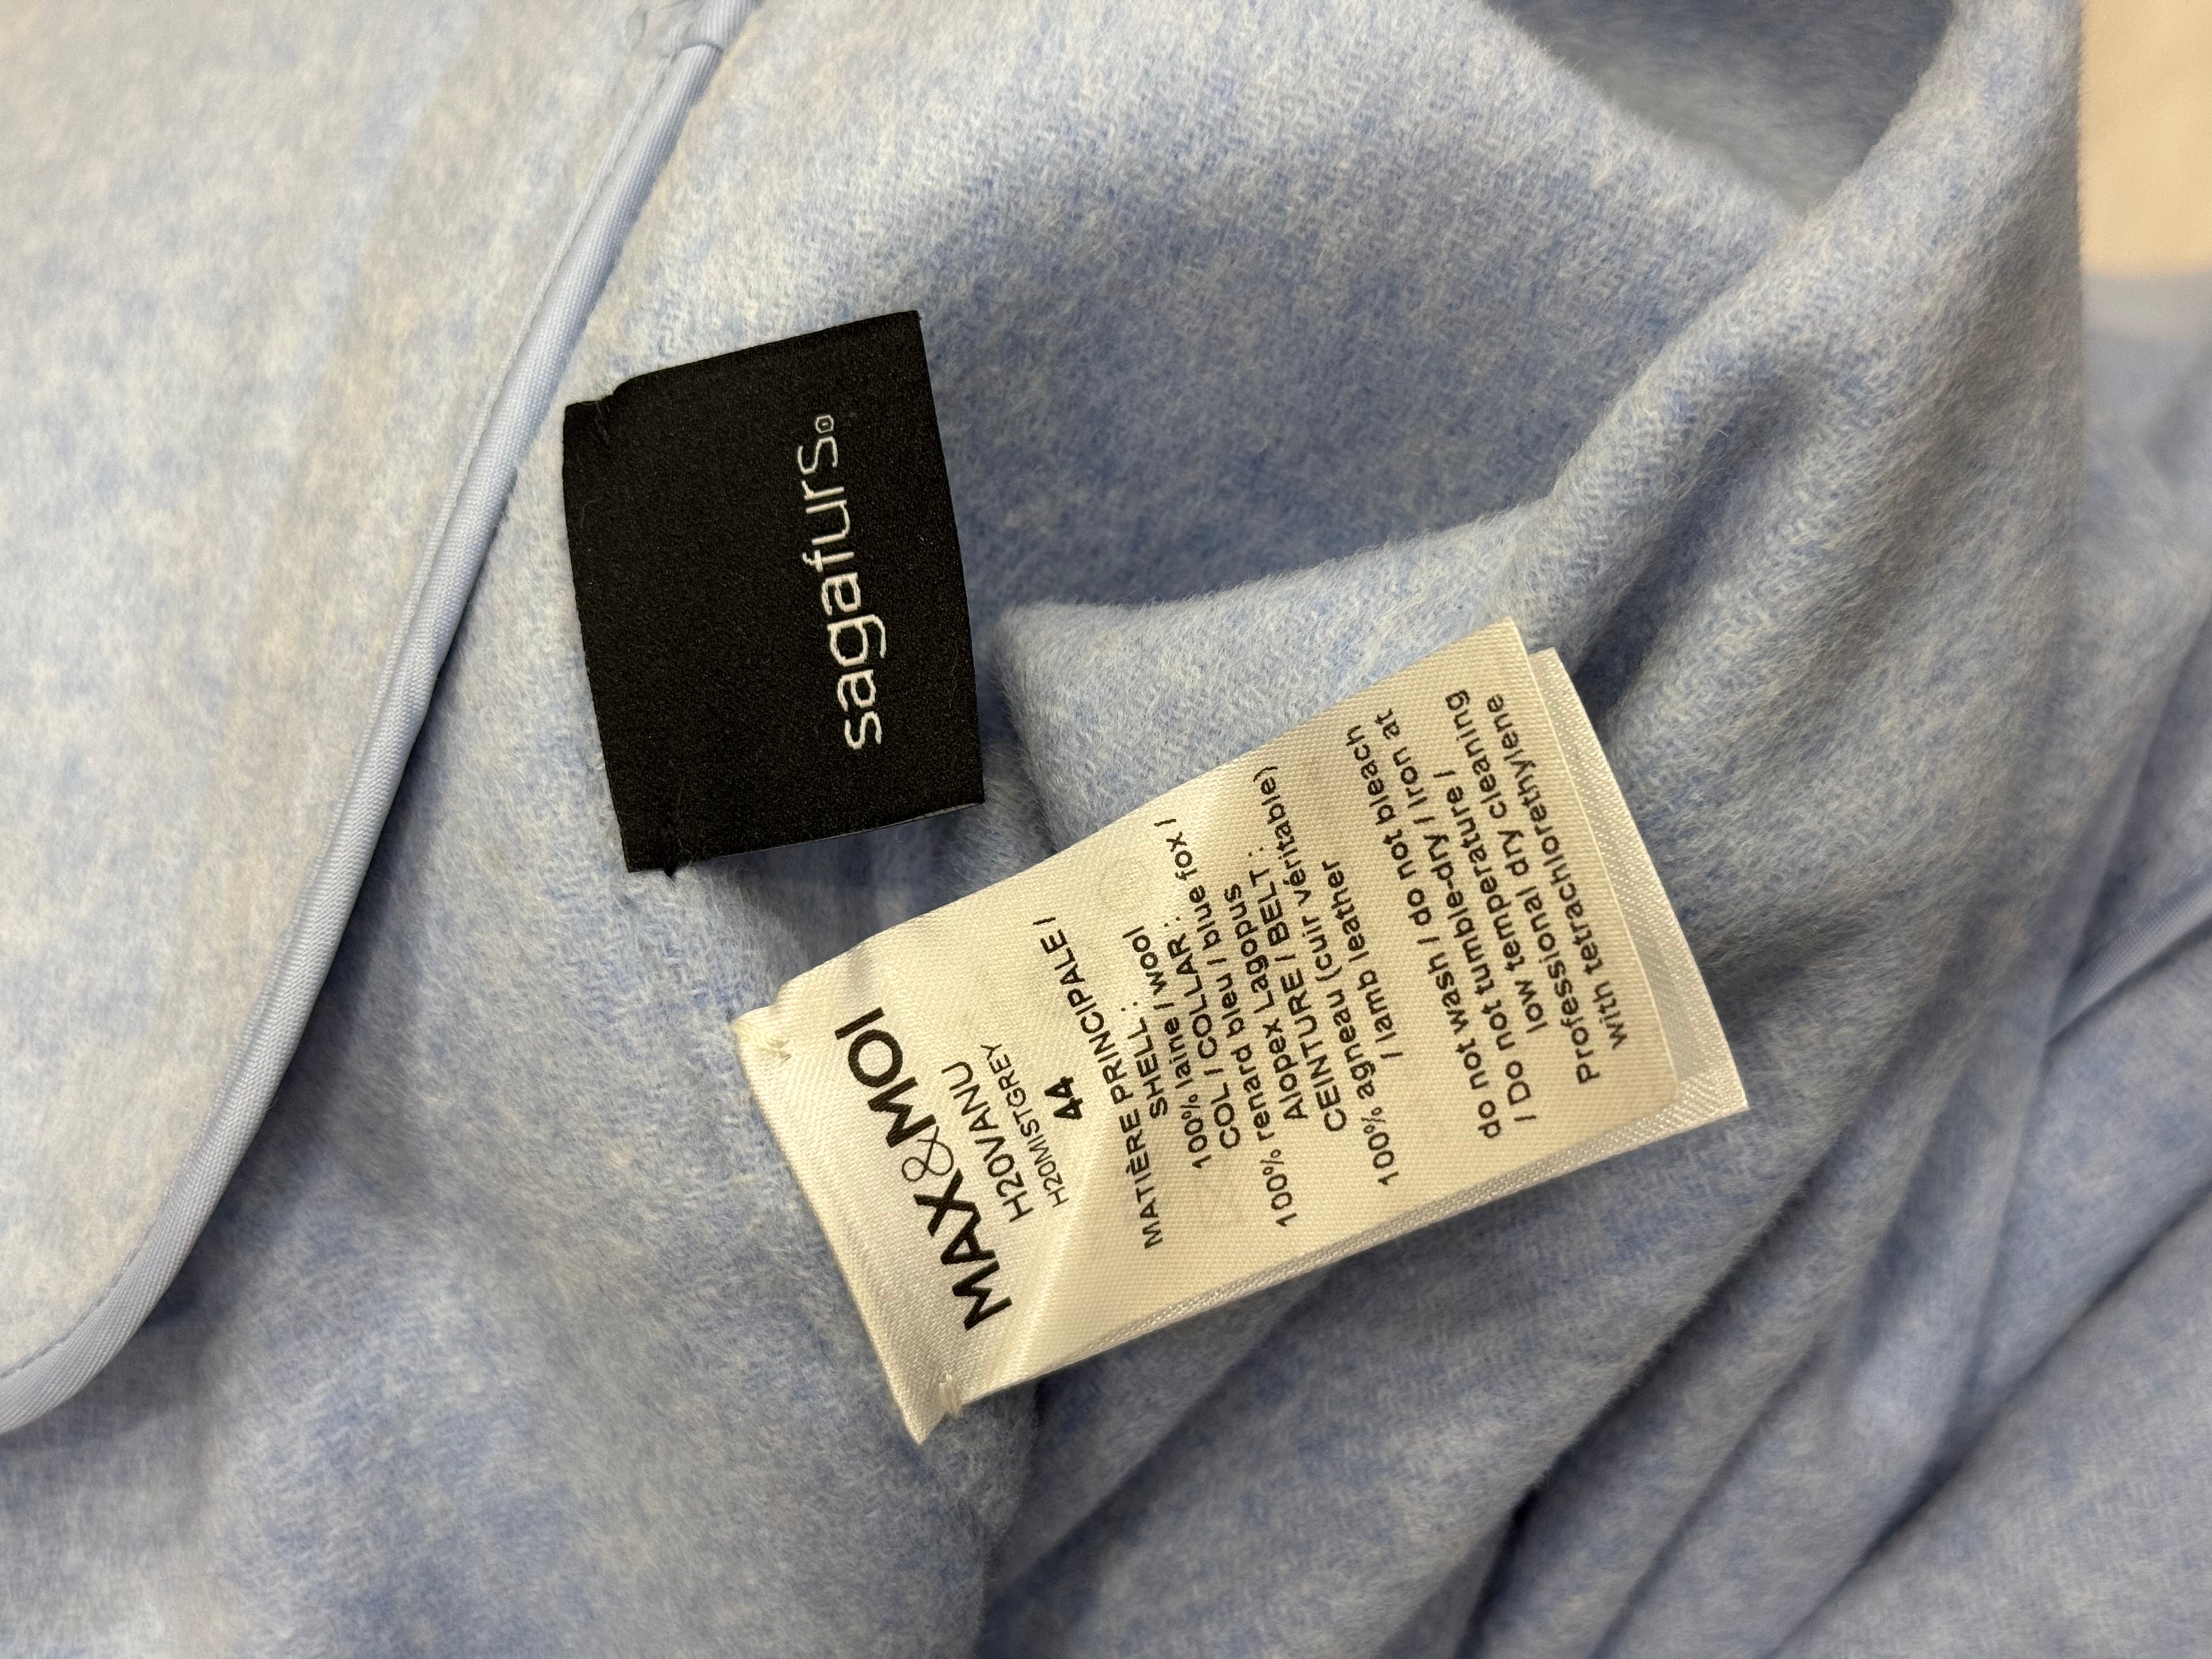 sagafurs®
MAX&MOI
H20VANU
H20MISTGREY
44
MATIÈRE PRINCIPALE /
SHELL :
100% laine / wool
COL / COLLAR :
100% renard bleu / blue fox /
Alopex Lagopus
CEINTURE / BELT :
100% agneau (cuir véritable)
/ lamb leather
do not wash / do not bleach
/ Do not tumble-dry / Iron at
low temperature /
Professional dry cleaning
with tetrachlorethylene